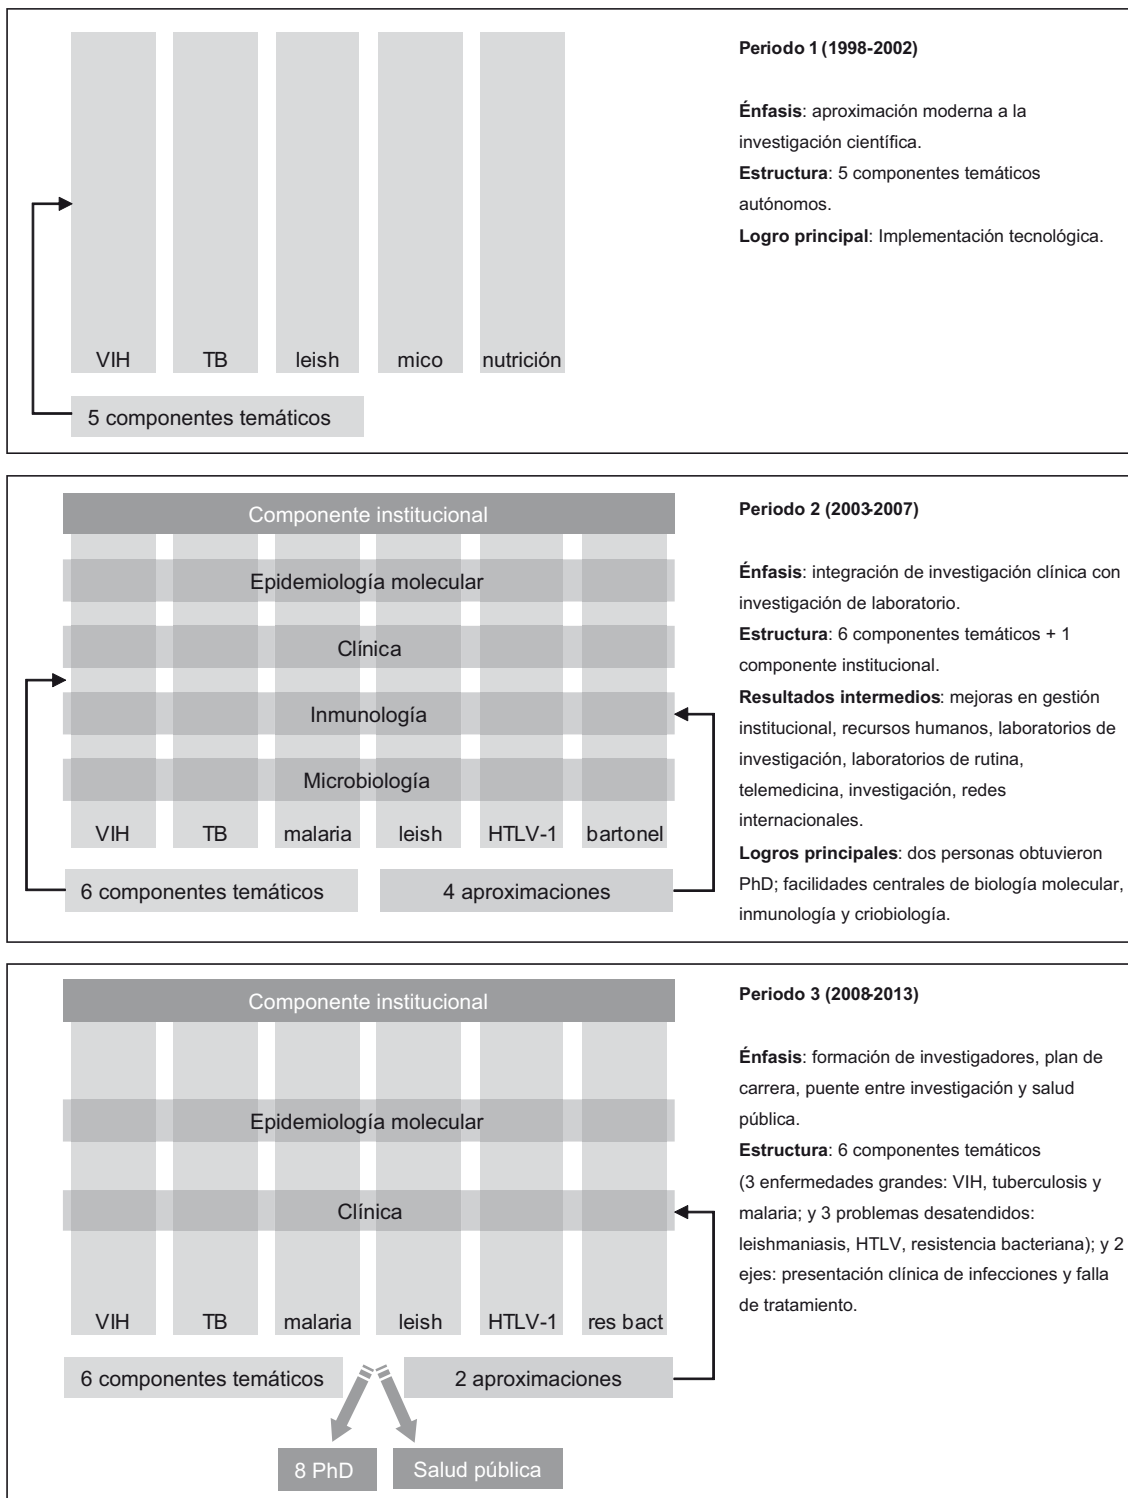 VIH TB leish mico nutrición
5 componentes temáticos
Periodo 1 (1998-2002)
Énfasis: aproximación moderna a la
investigación científica.
Estructura: 5 componentes temáticos
autónomos.
Logro principal: Implementación tecnológica.
Componente institucional
Epidemiología molecular
Clínica
Inmunología
Microbiología
VIH TB malaria leish HTLV-1 bartonel
6 componentes temáticos 4 aproximaciones
Periodo 2 (2003-2007)
Énfasis: integración de investigación clínica con
investigación de laboratorio.
Estructura: 6 componentes temáticos + 1
componente institucional.
Resultados intermedios: mejoras en gestión
institucional, recursos humanos, laboratorios de
investigación, laboratorios de rutina,
telemedicina, investigación, redes
internacionales.
Logros principales: dos personas obtuvieron
PhD; facilidades centrales de biología molecular,
inmunología y criobiología.
Componente institucional
Epidemiología molecular
Clínica
VIH TB malaria leish HTLV-1 res bact
6 componentes temáticos 2 aproximaciones
8 PhD Salud pública
Periodo 3 (2008-2013)
Énfasis: formación de investigadores, plan de
carrera, puente entre investigación y salud
pública.
Estructura: 6 componentes temáticos
(3 enfermedades grandes: VIH, tuberculosis y
malaria; y 3 problemas desatendidos:
leishmaniasis, HTLV, resistencia bacteriana); y 2
ejes: presentación clínica de infecciones y falla
de tratamiento.